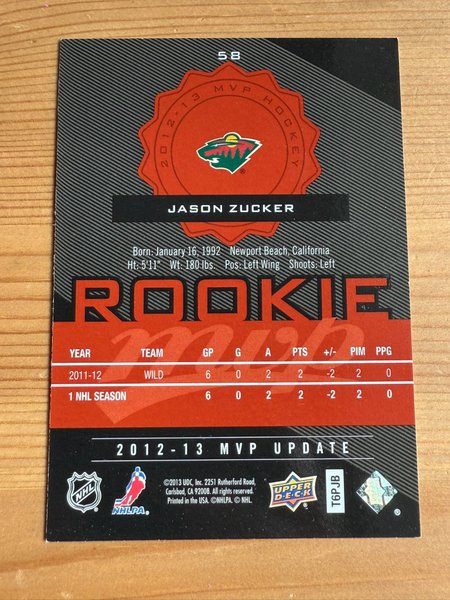 58
2012-13 MVP HOCKEY
®
JASON ZUCKER
Born: January 16, 1992 Newport Beach, California
Ht: 5'11" Wt: 180 lbs. Pos: Left Wing Shoots: Left
ROOKIE
mvp
YEAR TEAM GP G A PTS +/- PIM PPG
2011-12 WILD 6 0 2 2 -2 2 0
1 NHL SEASON 6 0 2 2 -2 2 0
2012-13 MVP UPDATE
NHL
NHLPA
©2013 UDC, Inc. 2251 Rutherford Road,
Carlsbad, CA 92008. All rights reserved.
Printed in the USA. ©NHLPA. © NHL.
UPPER DECK
T6PJB